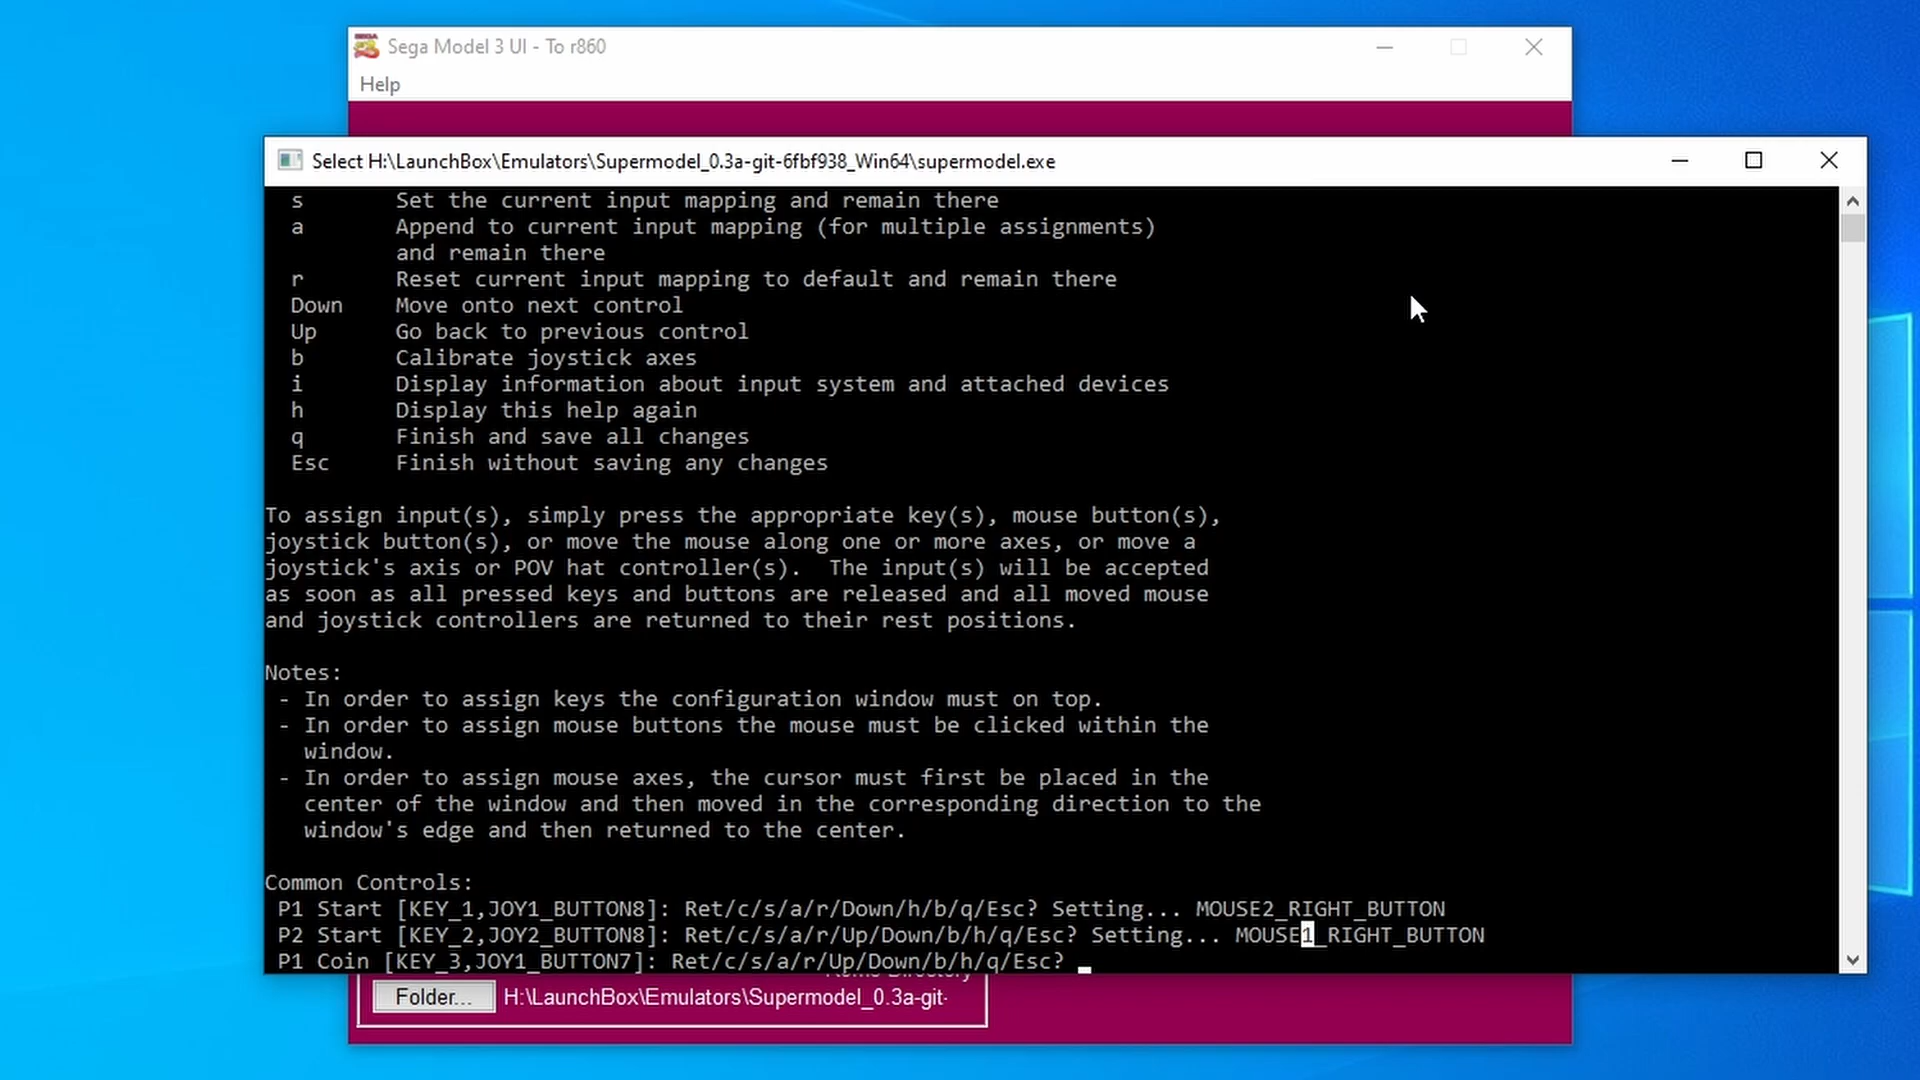 Sega Model 3 UI - To r860
Help
Select H:\LaunchBox\Emulators\Supermodel_0.3a-git-6fbf938_Win64\supermodel.exe
s Set the current input mapping and remain there
a Append to current input mapping (for multiple assignments)
and remain there
r Reset current input mapping to default and remain there
Down Move onto next control
Up Go back to previous control
b Calibrate joystick axes
i Display information about input system and attached devices
h Display this help again
q Finish and save all changes
Esc Finish without saving any changes
To assign input(s), simply press the appropriate key(s), mouse button(s),
joystick button(s), or move the mouse along one or more axes, or move a
joystick's axis or POV hat controller(s). The input(s) will be accepted
as soon as all pressed keys and buttons are released and all moved mouse
and joystick controllers are returned to their rest positions.
Notes:
- In order to assign keys the configuration window must on top.
- In order to assign mouse buttons the mouse must be clicked within the
window.
- In order to assign mouse axes, the cursor must first be placed in the
center of the window and then moved in the corresponding direction to the
window's edge and then returned to the center.
Common Controls:
P1 Start [KEY_1,JOY1_BUTTON8]: Ret/c/s/a/r/Down/h/b/q/Esc? Setting... MOUSE2_RIGHT_BUTTON
P2 Start [KEY_2,JOY2_BUTTON8]: Ret/c/s/a/r/Up/Down/b/h/q/Esc? Setting... MOUSE1_RIGHT_BUTTON
P1 Coin [KEY_3,JOY1_BUTTON7]: Ret/c/s/a/r/Up/Down/b/h/q/Esc?
Folder... H:\LaunchBox\Emulators\Supermodel_0.3a-git-